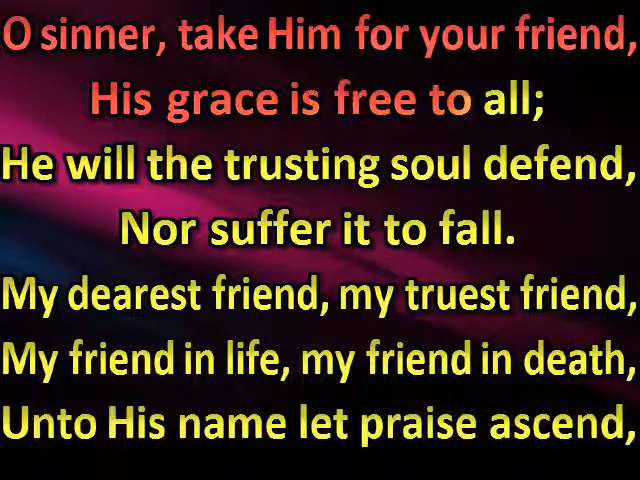 O sinner, take Him for your friend,
His grace is free to all;
He will the trusting soul defend,
Nor suffer it to fall.
My dearest friend, my truest friend,
My friend in life, my friend in death,
Unto His name let praise ascend,